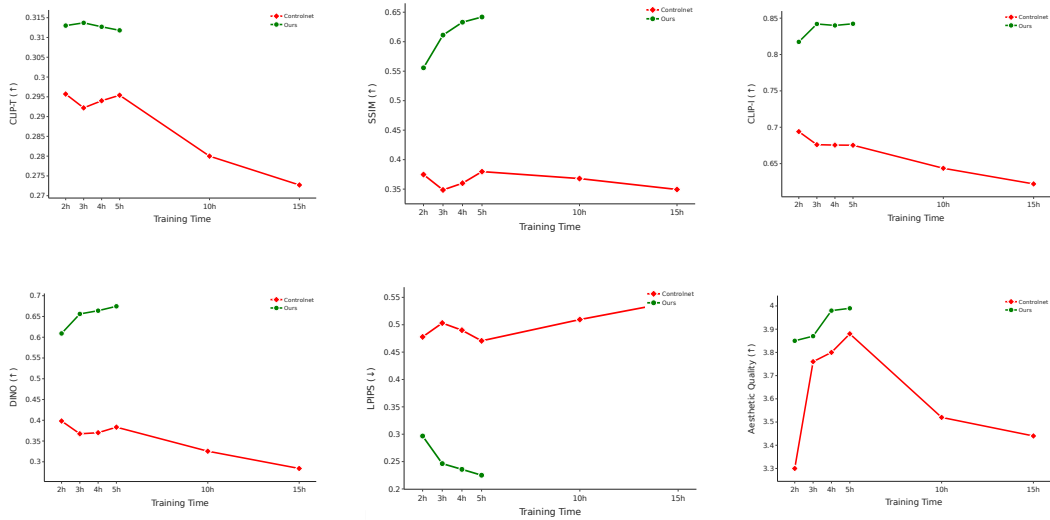 0.315
0.31
0.305
0.3
0.295
0.29
0.285
0.28
0.275
0.27
CLIP-T (↑)
2h 3h 4h 5h 10h 15h
Training Time
Controlnet
Ours
0.65
0.6
0.55
0.5
0.45
0.4
0.35
SSIM (↑)
2h 3h 4h 5h 10h 15h
Training Time
Controlnet
Ours
0.85
0.8
0.75
0.7
0.65
CLIP-I (↑)
2h 3h 4h 5h 10h 15h
Training Time
Controlnet
Ours
0.7
0.65
0.6
0.55
0.5
0.45
0.4
0.35
0.3
DINO (↑)
2h 3h 4h 5h 10h 15h
Training Time
Controlnet
Ours
0.55
0.5
0.45
0.4
0.35
0.3
0.25
0.2
LPIPS (↓)
2h 3h 4h 5h 10h 15h
Training Time
Controlnet
Ours
4
3.9
3.8
3.7
3.6
3.5
3.4
3.3
Aesthetic Quality (↑)
2h 3h 4h 5h 10h 15h
Training Time
Controlnet
Ours